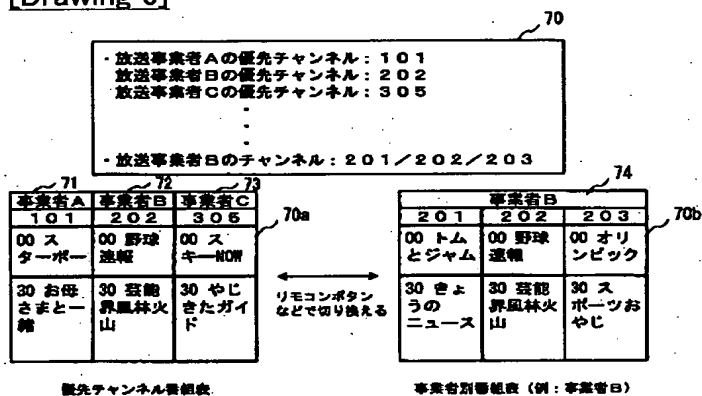 [Drawing 6]
70
・放送事業者Aの優先チャンネル：101
放送事業者Bの優先チャンネル：202
放送事業者Cの優先チャンネル：305
・
・
・
・放送事業者Bのチャンネル：201／202／203
71 72 73
事業者A 事業者B 事業者C
101 202 305
70a
00 ス
ターボー
00 野球
速報
00 ス
キーNOW
30 お母
さまと一
緒
30 芸能
界風林火
山
30 やじ
きたガイ
ド
優先チャンネル番組表
リモコンボタン
などで切り換える
74
事業者B
201 202 203
70b
00 トム
とジャム
00 野球
速報
00 オリ
ンピック
30 きょ
うの
ニュース
30 芸能
界風林火
山
30 ス
ポーツお
やじ
事業者別番組表（例：事業者B）